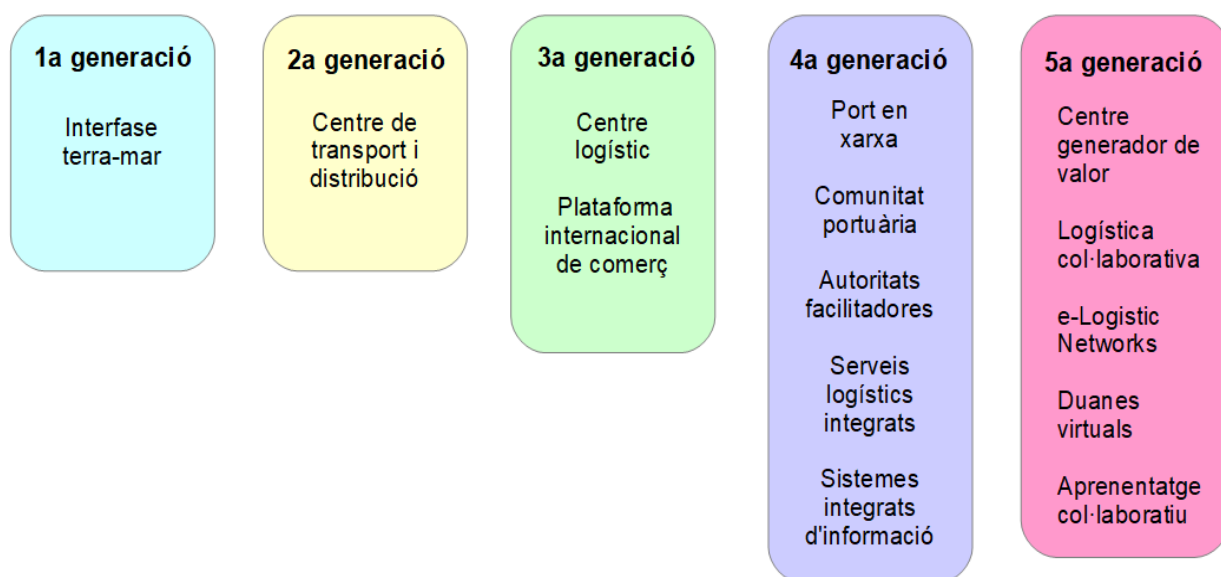 1a generació
Interfase
terra-mar
2a generació
Centre de
transport i
distribució
3a generació
Centre
logístic
Plataforma
internacional
de comerç
4a generació
Port en
xarxa
Comunitat
portuària
Autoritats
facilitadores
Serveis
logístics
integrats
Sistemes
integrats
d'informació
5a generació
Centre
generador de
valor
Logística
col·laborativa
e-Logistic
Networks
Duanes
virtuals
Aprenentatge
col·laboratiu